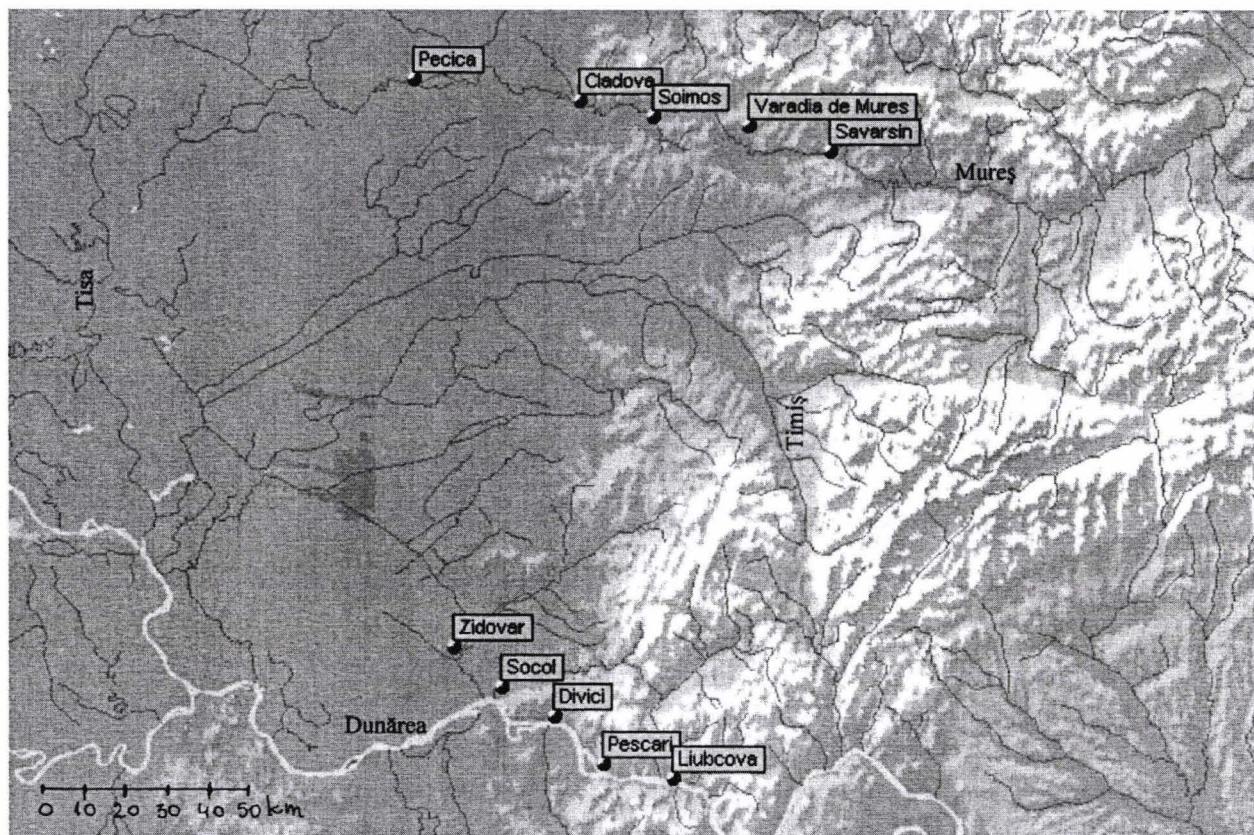 Pecica
Cladova
Soimos
Varadia de Mures
Savarsin
Mureş
Tisa
Timiş
Zidovar
Socol
Divici
Dunărea
Pescari
Liubcova
0 10 20 30 40 50 km